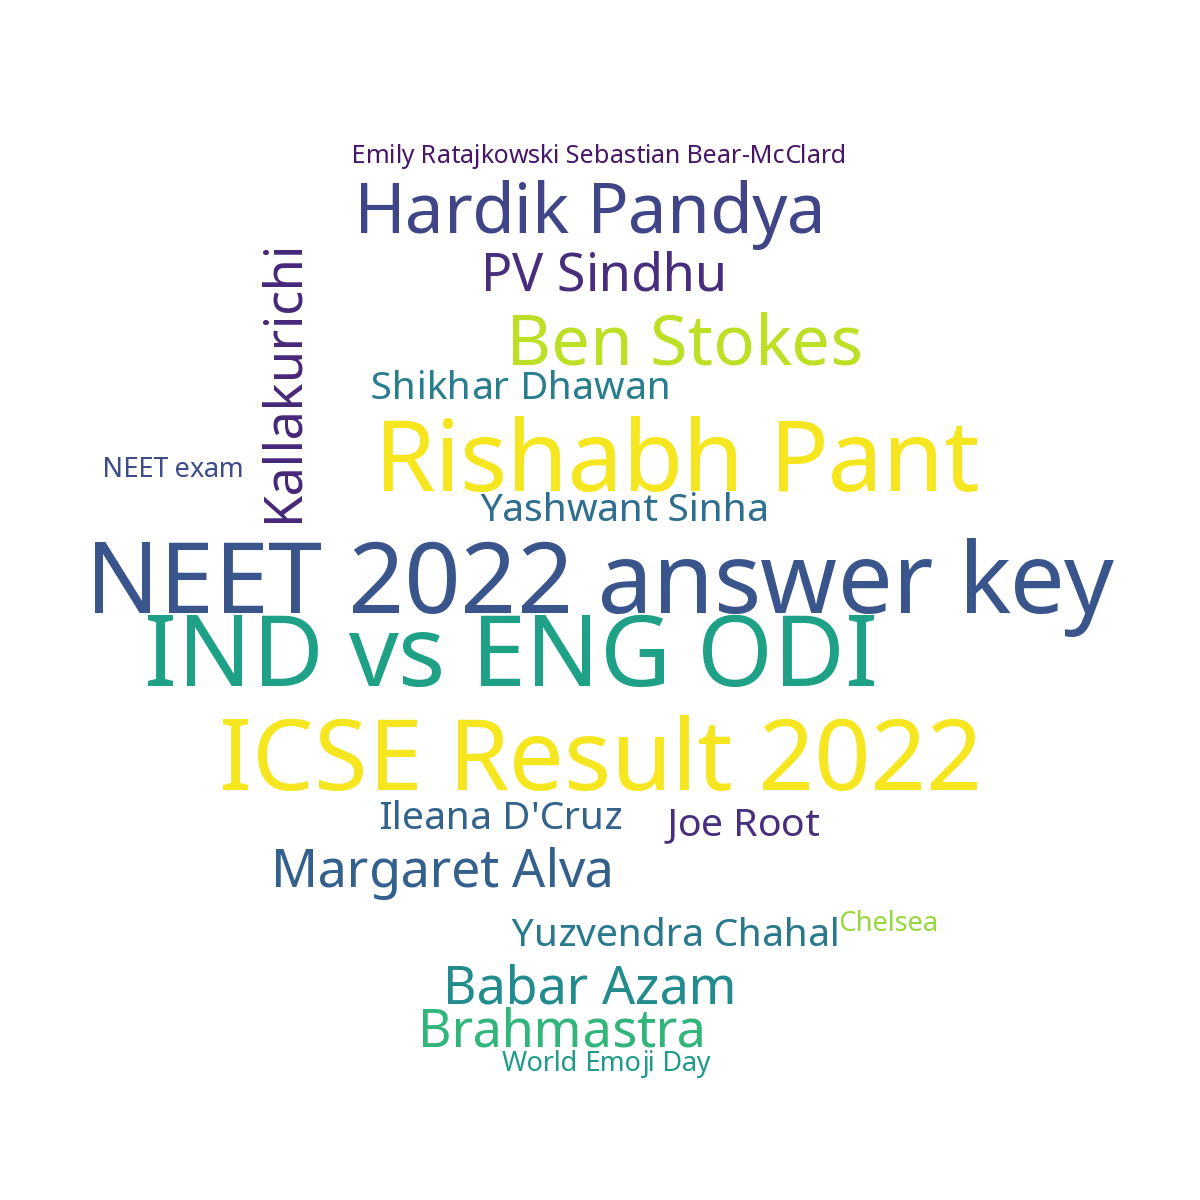 Emily Ratajkowski Sebastian Bear-McClard
Hardik Pandya
PV Sindhu
Kallakurichi
Ben Stokes
Shikhar Dhawan
Rishabh Pant
NEET exam
Yashwant Sinha
NEET 2022 answer key
IND vs ENG ODI
ICSE Result 2022
Ileana D'Cruz
Joe Root
Margaret Alva
Yuzvendra Chahal
Chelsea
Babar Azam
Brahmastra
World Emoji Day